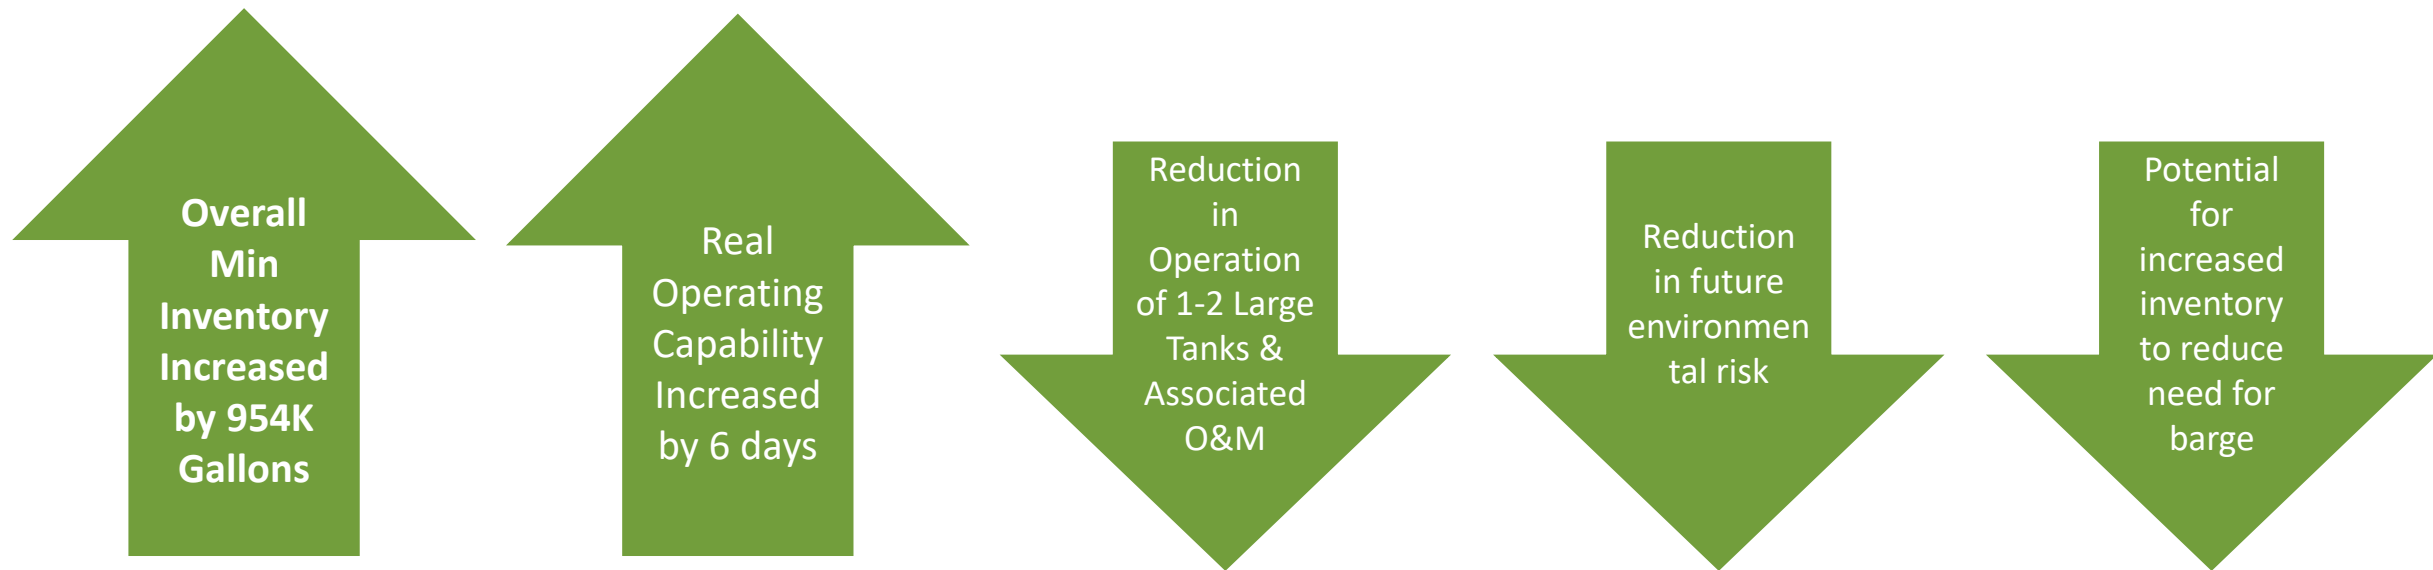 Overall
Min
Inventory
Increased
by 954K
Gallons
Real
Operating
Capability
Increased
by 6 days
Reduction
in
Operation
of 1-2 Large
Tanks &
Associated
O&M
Reduction
in future
environmen
tal risk
Potential
for
increased
inventory
to reduce
need for
barge